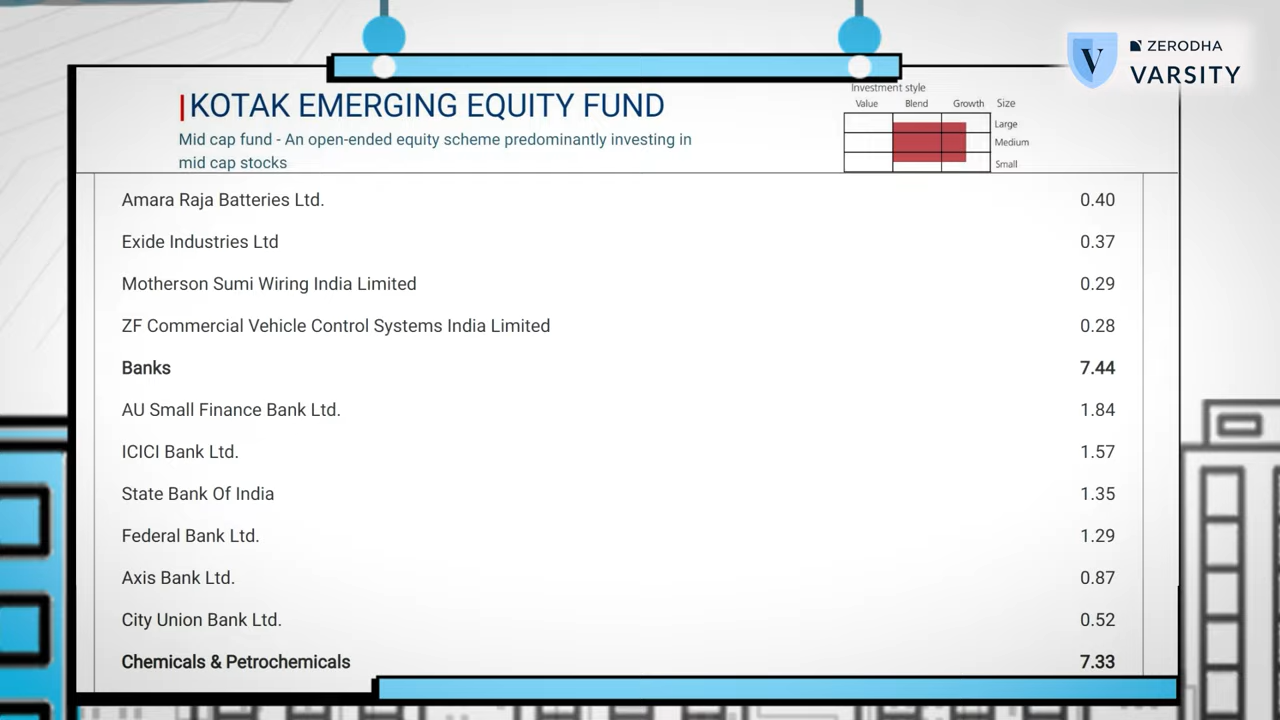 ZERODHA
VARSITY
KOTAK EMERGING EQUITY FUND
Mid cap fund - An open-ended equity scheme predominantly investing in
mid cap stocks
Investment style
Value Blend Growth Size
Large
Medium
Small
Amara Raja Batteries Ltd. 0.40
Exide Industries Ltd 0.37
Motherson Sumi Wiring India Limited 0.29
ZF Commercial Vehicle Control Systems India Limited 0.28
Banks 7.44
AU Small Finance Bank Ltd. 1.84
ICICI Bank Ltd. 1.57
State Bank Of India 1.35
Federal Bank Ltd. 1.29
Axis Bank Ltd. 0.87
City Union Bank Ltd. 0.52
Chemicals & Petrochemicals 7.33